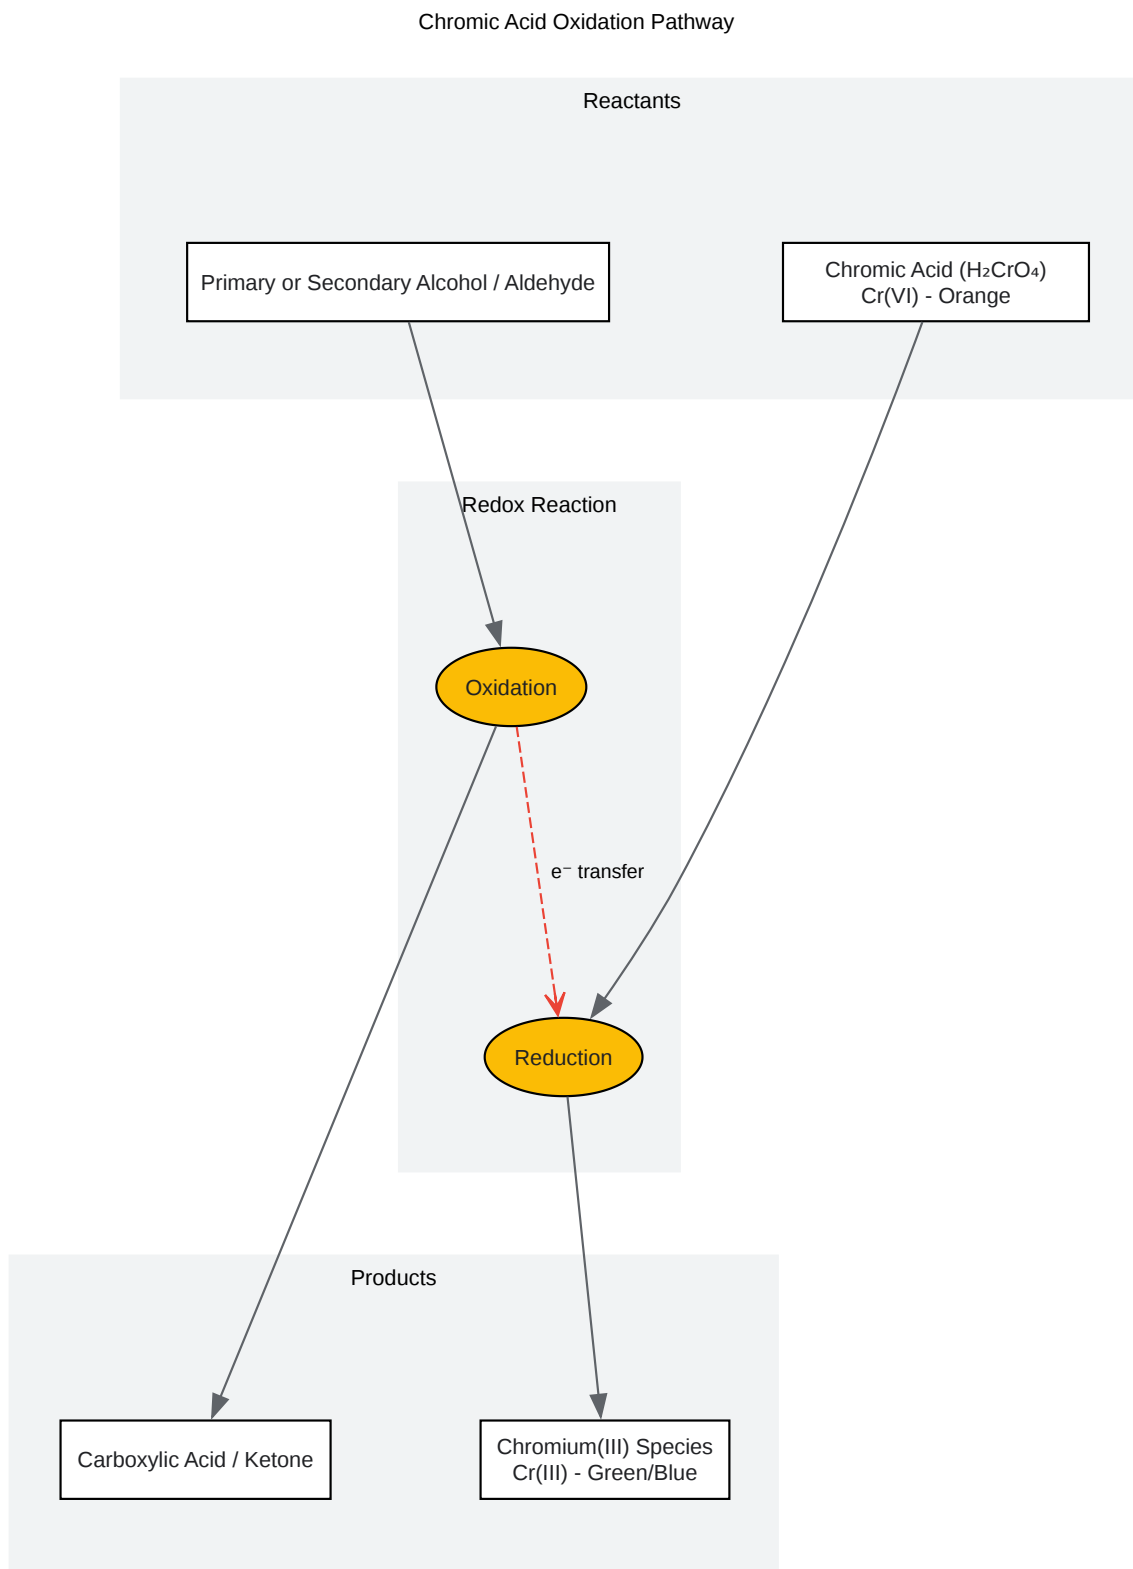 Chromic Acid Oxidation Pathway
Reactants
Primary or Secondary Alcohol / Aldehyde
Chromic Acid (H₂CrO₄)
Cr(VI) - Orange
Redox Reaction
Oxidation
e⁻ transfer
Reduction
Products
Carboxylic Acid / Ketone
Chromium(III) Species
Cr(III) - Green/Blue